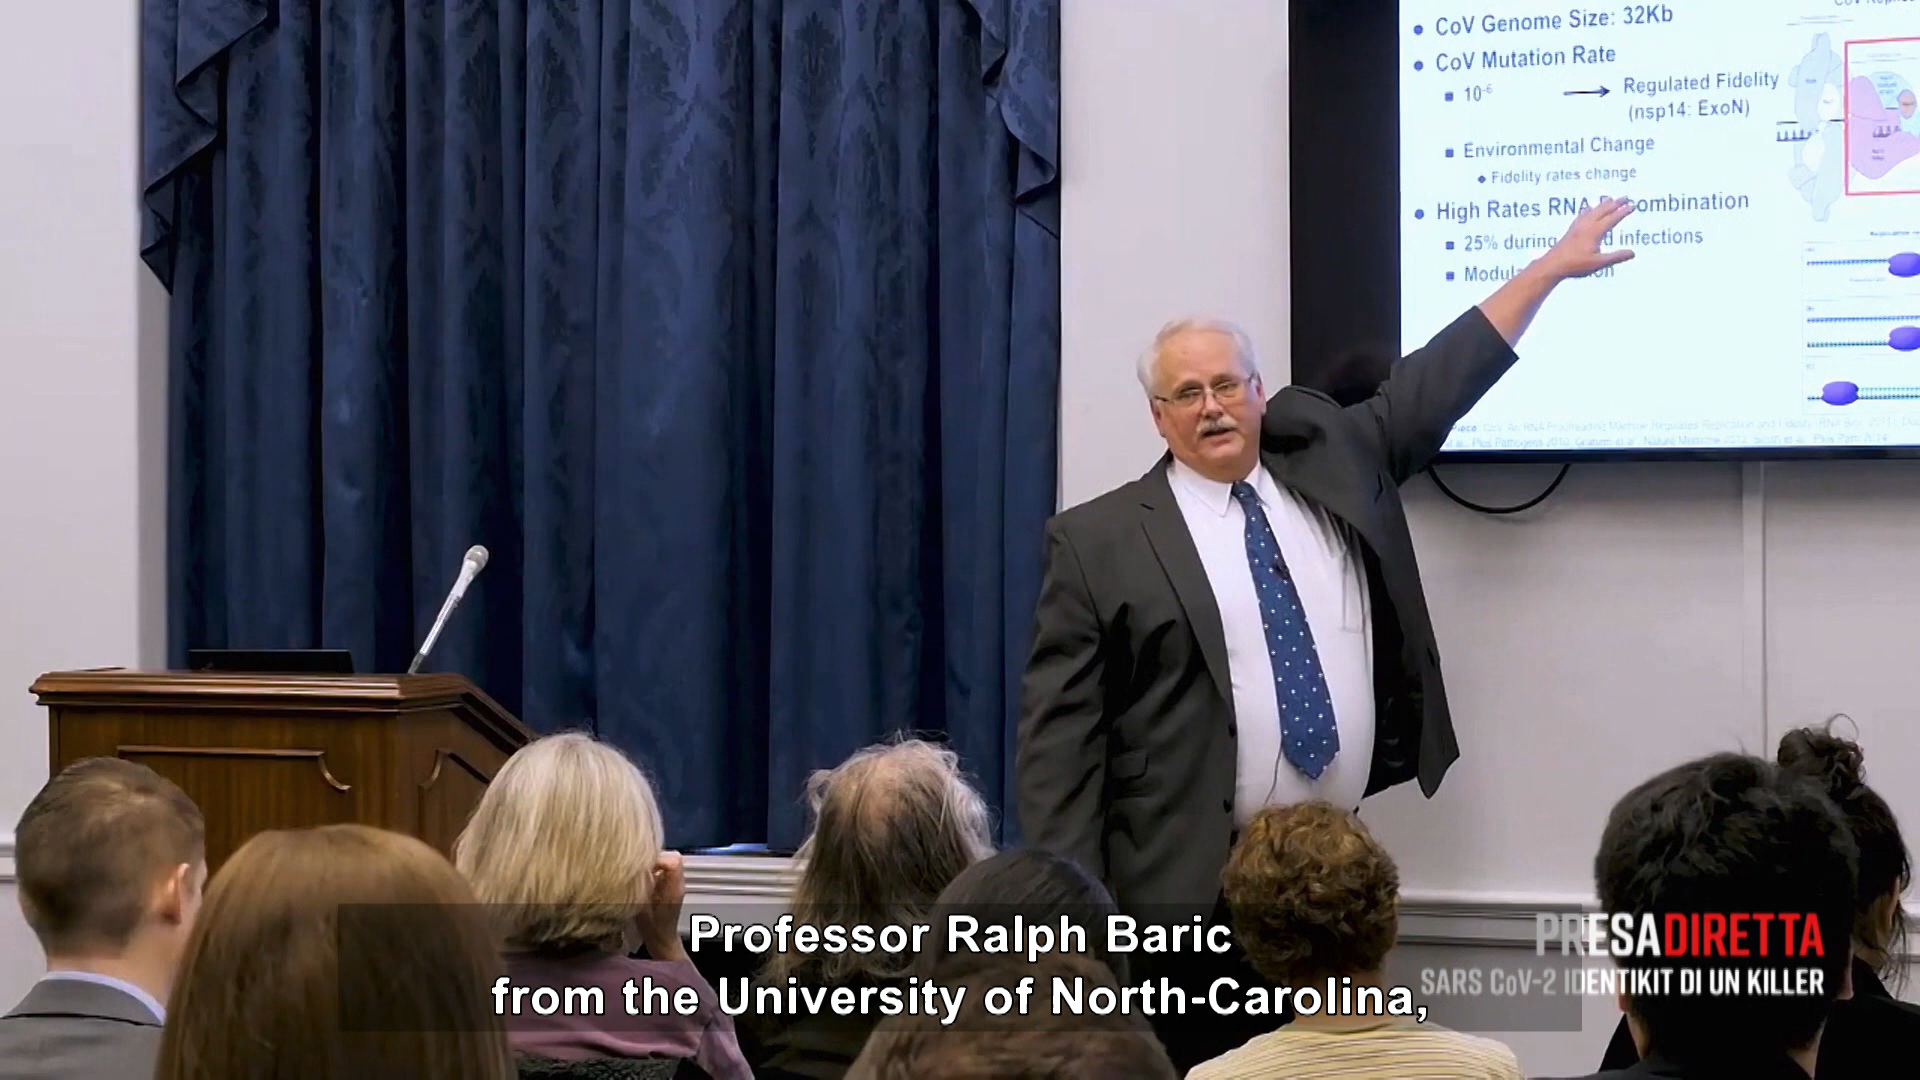 CoV Genome Size: 32Kb
CoV Mutation Rate
10-6 → Regulated Fidelity
(nsp14: ExoN)
Environmental Change
Fidelity rates change
High Rates RNA combination
25% during infections
Modul
Professor Ralph Baric
from the University of North-Carolina,
PRESADIRETTA
SARS CoV-2 IDENTIKIT DI UN KILLER